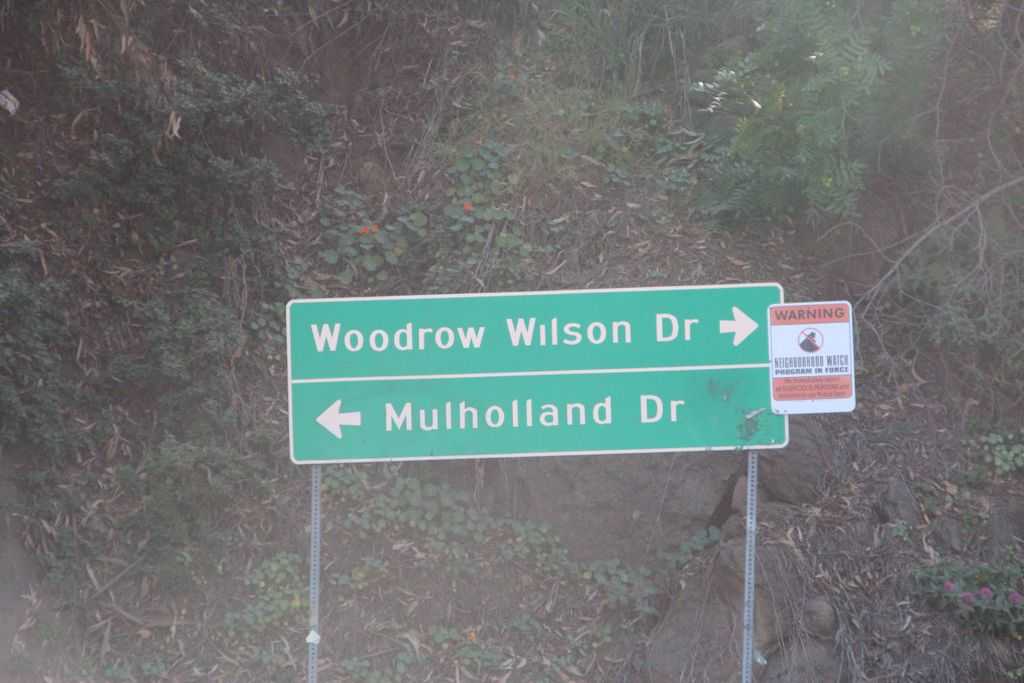 Woodrow Wilson Dr
Mulholland Dr
WARNING
NEIGHBORHOOD WATCH
PROGRAM IN FORCE